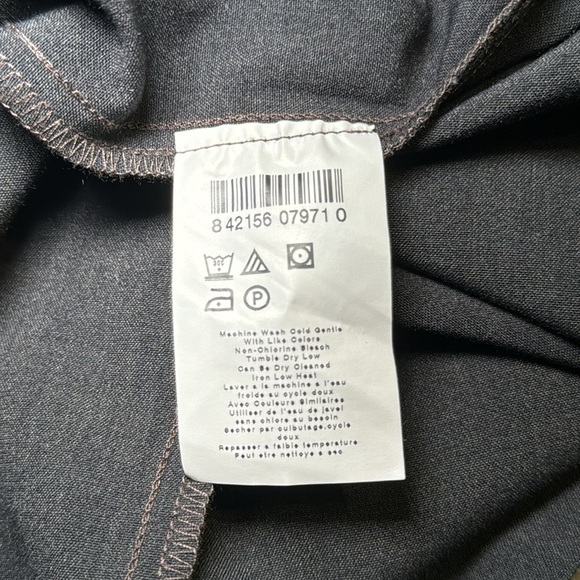 8 42156 07971 0
30C
P
Machine Wash Cold Gentle
With Like Colors
Non-Chlorine Bleach
Tumble Dry Low
Can Be Dry Cleaned
Iron Low Heat
Laver a la machine a l'eau
froide au cycle doux
Avec Couleurs Similaires
Utiliser de l'eau de javel
sans chlore au besoin
Secher par culbutage,cycle
doux
Repasser a faible temperature
Peut etre nettoye a sec